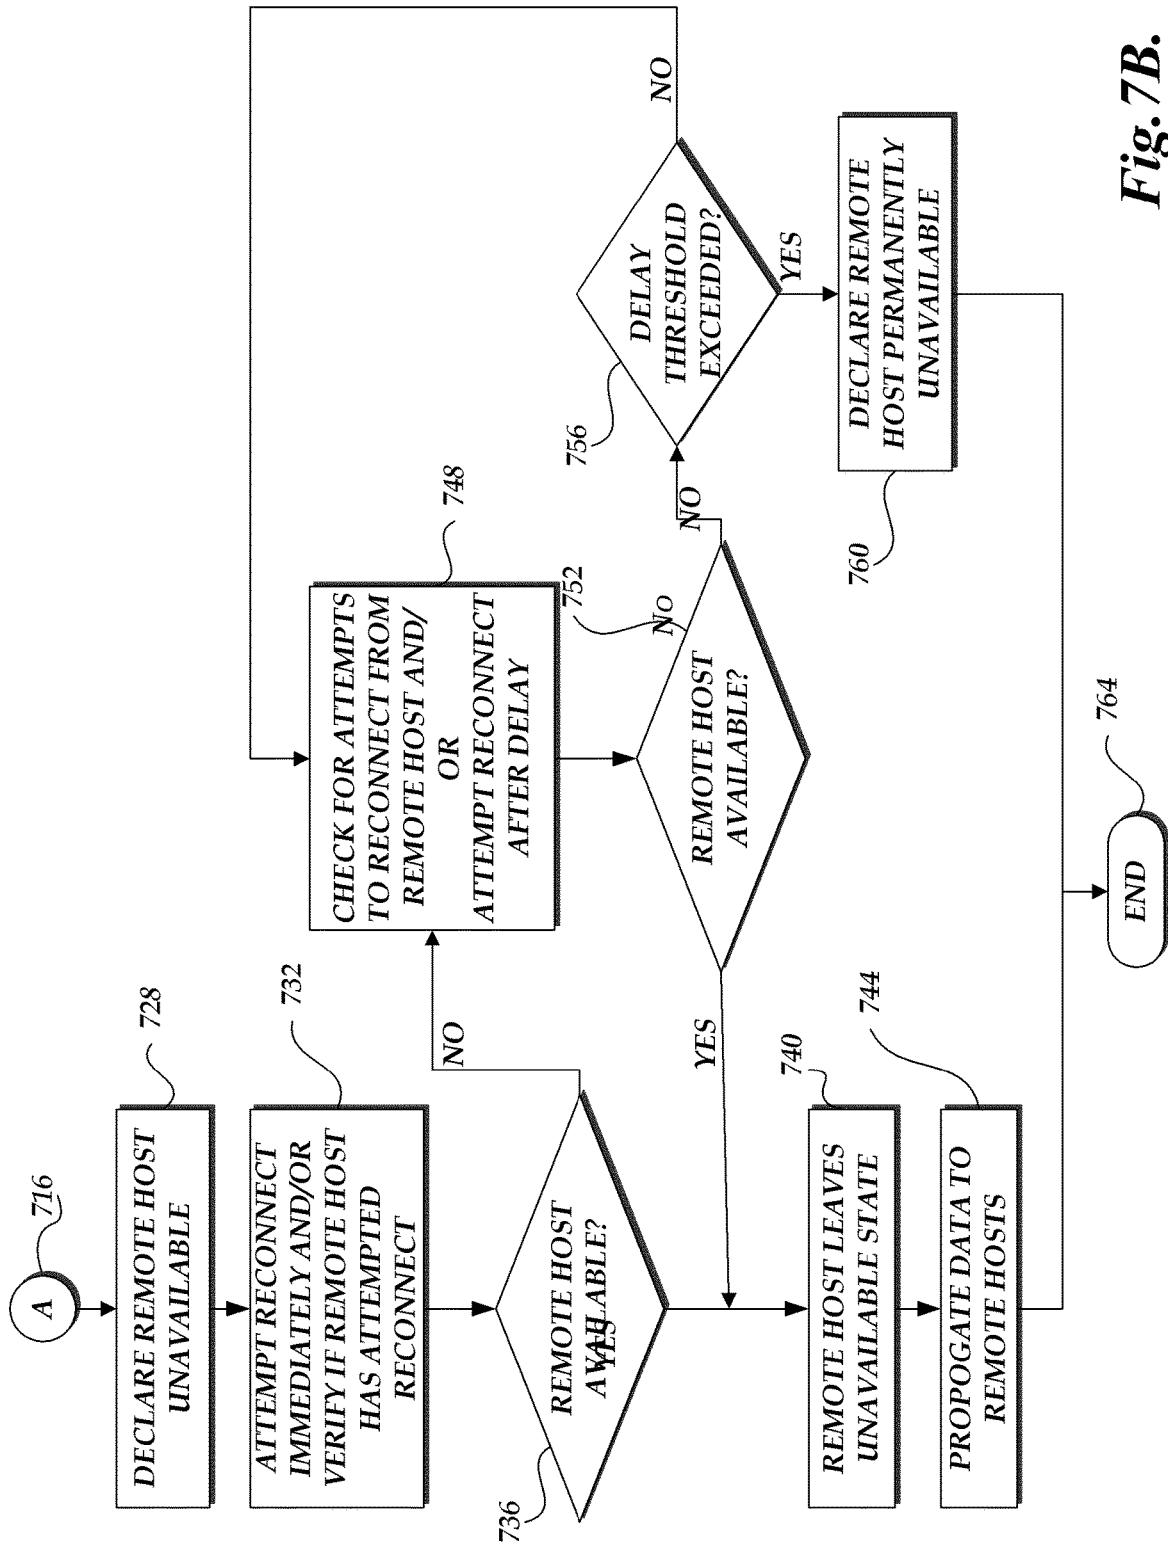 A
716
DECLARE REMOTE HOST
UNAVAILABLE
728
ATTEMPT RECONNECT
IMMEDIATELY AND/OR
VERIFY IF REMOTE HOST
HAS ATTEMPTED
RECONNECT
732
REMOTE HOST
AVAILABLE?
YES
736
NO
CHECK FOR ATTEMPTS
TO RECONNECT FROM
REMOTE HOST AND/
OR
ATTEMPT RECONNECT
AFTER DELAY
748
REMOTE HOST
AVAILABLE?
752
NO
NO
YES
DELAY
THRESHOLD
EXCEEDED?
756
NO
YES
DECLARE REMOTE
HOST PERMANENTLY
UNAVAILABLE
760
REMOTE HOST LEAVES
UNAVAILABLE STATE
740
PROPOGATE DATA TO
REMOTE HOSTS
744
END
764
Fig.7B.